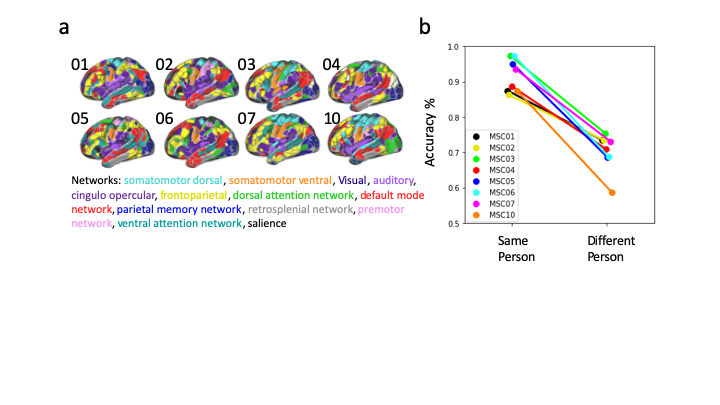 a
01 02 03 04
05 06 07 10
Networks: somatomotor dorsal, somatomotor ventral, Visual, auditory,
cingulo opercular, frontoparietal, dorsal attention network, default mode
network, parietal memory network, retrosplenial network, premotor
network, ventral attention network, salience
b
Accuracy %
1.0
0.9
0.8
0.7
0.6
0.5
MSC01
MSC02
MSC03
MSC04
MSC05
MSC06
MSC07
MSC10
Same
Person
Different
Person